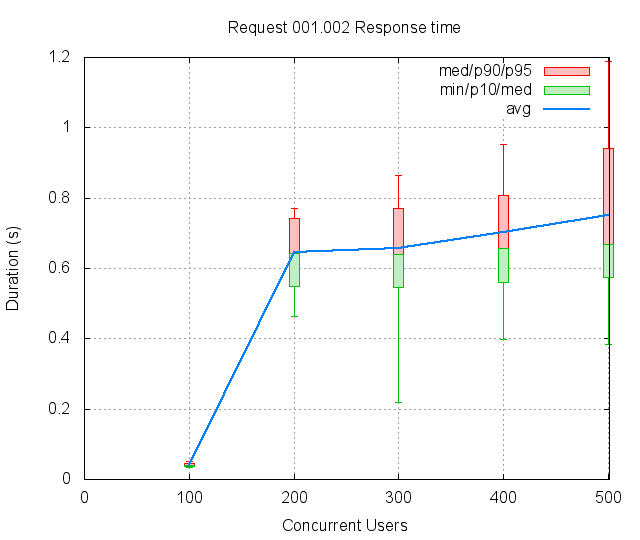 Request 001.002 Response time
1.2
1
0.8
0.6
0.4
0.2
0
Duration (s)
med/p90/p95
min/p10/med
avg
0 100 200 300 400 500
Concurrent Users